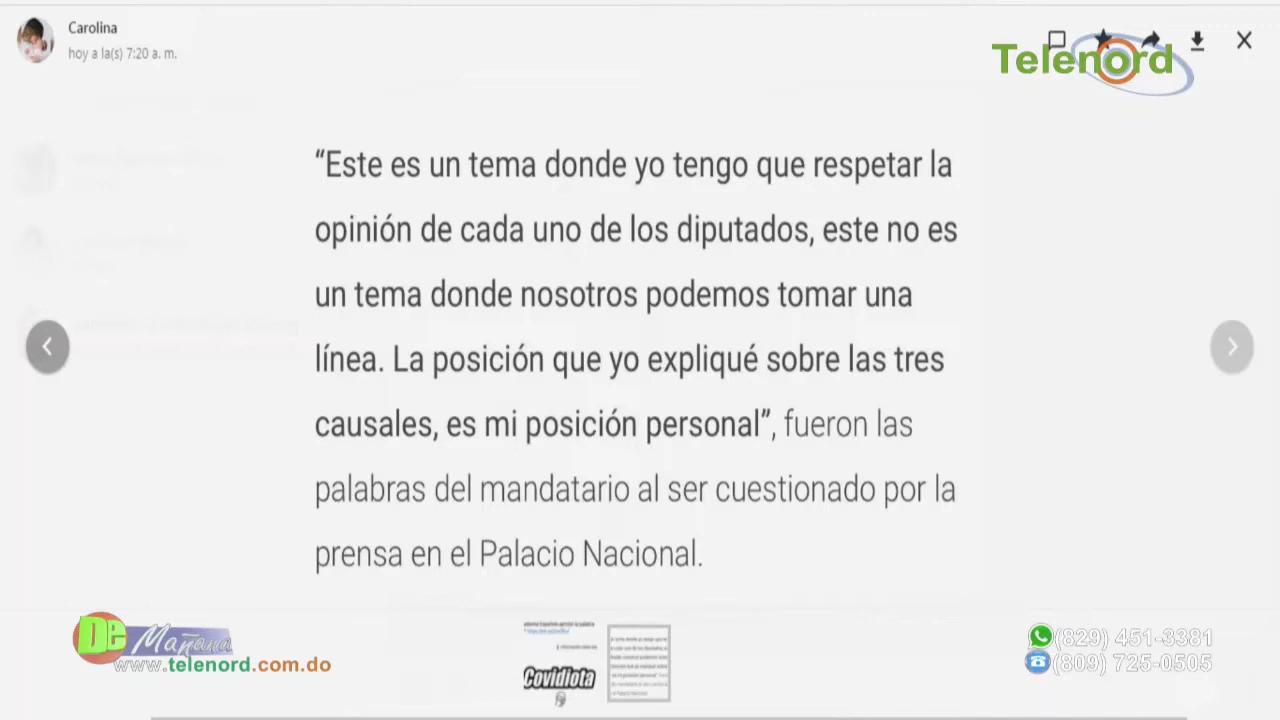 Carolina
hoy a la(s) 7:20 a. m.
Telenord
“Este es un tema donde yo tengo que respetar la
opinión de cada uno de los diputados, este no es
un tema donde nosotros podemos tomar una
línea. La posición que yo expliqué sobre las tres
causales, es mi posición personal”, fueron las
palabras del mandatario al ser cuestionado por la
prensa en el Palacio Nacional.
De Mañana
www.telenord.com.do
Covidiota
(829) 451-3381
725-0505